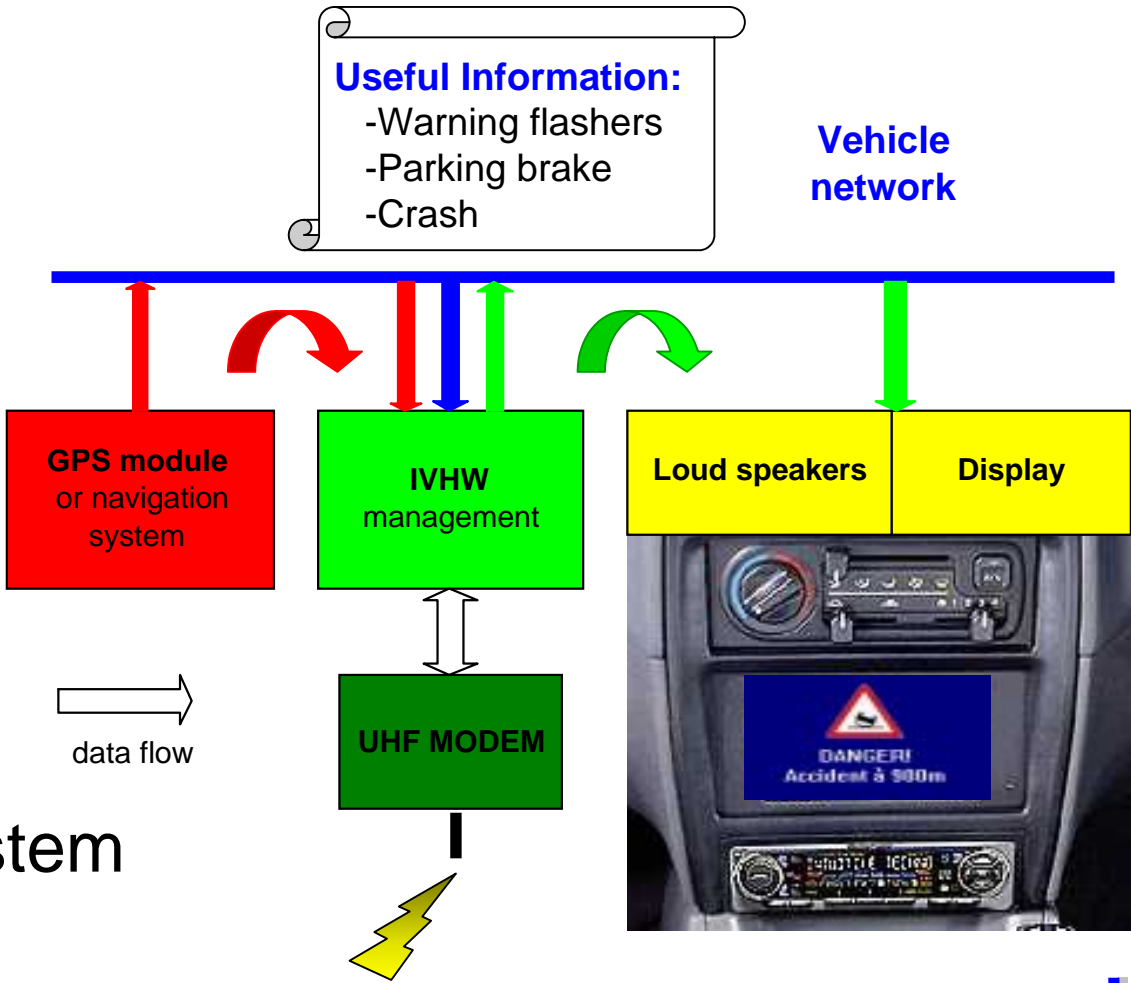 Useful Information:
-Warning flashers
-Parking brake
-Crash
Vehicle
network
GPS module
or navigation
system
IVHW
management
Loud speakers
Display
data flow
UHF MODEM
DANGER!
Accident à 900m
stem